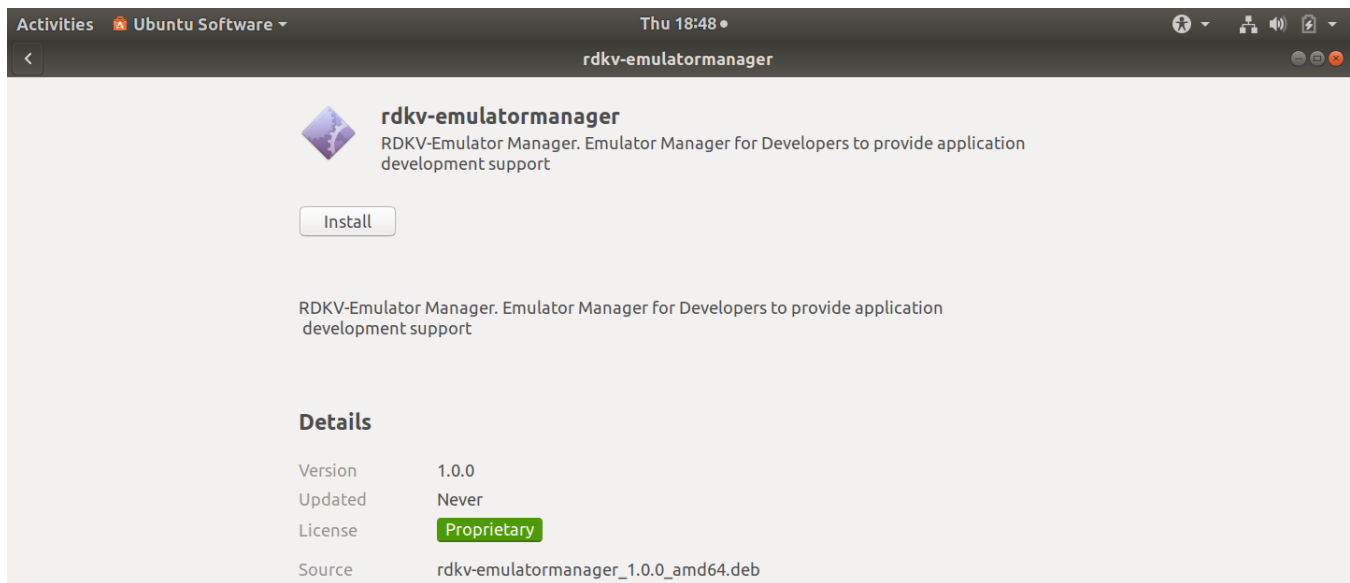 Activities Ubuntu Software Thu 18:48
rdkv-emulatormanager
rdkv-emulatormanager
RDKV-Emulator Manager. Emulator Manager for Developers to provide application
development support
Install
RDKV-Emulator Manager. Emulator Manager for Developers to provide application
development support
Details
Version 1.0.0
Updated Never
License Proprietary
Source rdkv-emulatormanager_1.0.0_amd64.deb